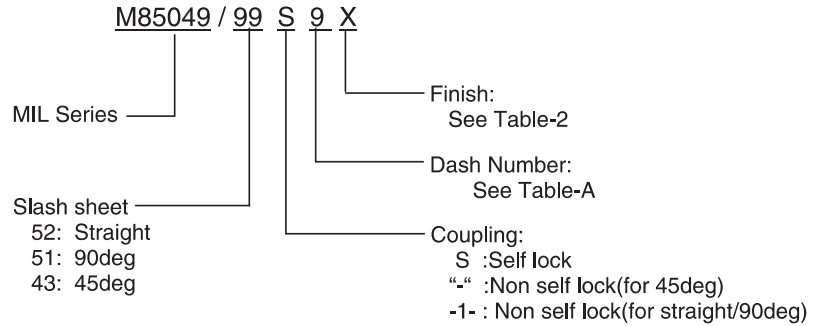 M85049 / 99 S 9 X
Finish:
See Table-2
MIL Series
Dash Number:
See Table-A
Slash sheet
52: Straight
51: 90deg
43: 45deg
Coupling:
S :Self lock
“-“ :Non self lock(for 45deg)
-1- : Non self lock(for straight/90deg)